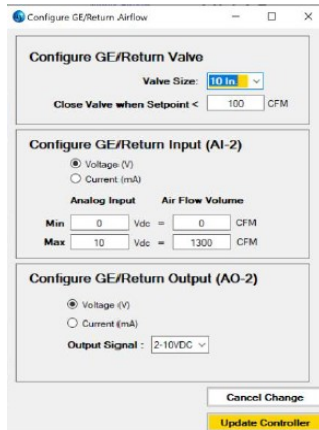 Configure GE/Return Airflow
Configure GE/Return Valve
Valve Size: 10 In.
Close Valve when Setpoint < 100 CFM
Configure GE/Return Input (AI-2)
Voltage (V)
Current (mA)
Analog Input Air Flow Volume
Min 0 Vdc = 0 CFM
Max 10 Vdc = 1300 CFM
Configure GE/Return Output (AO-2)
Voltage (V)
Current (mA)
Output Signal : 2-10VDC
Cancel Change
Update Controller